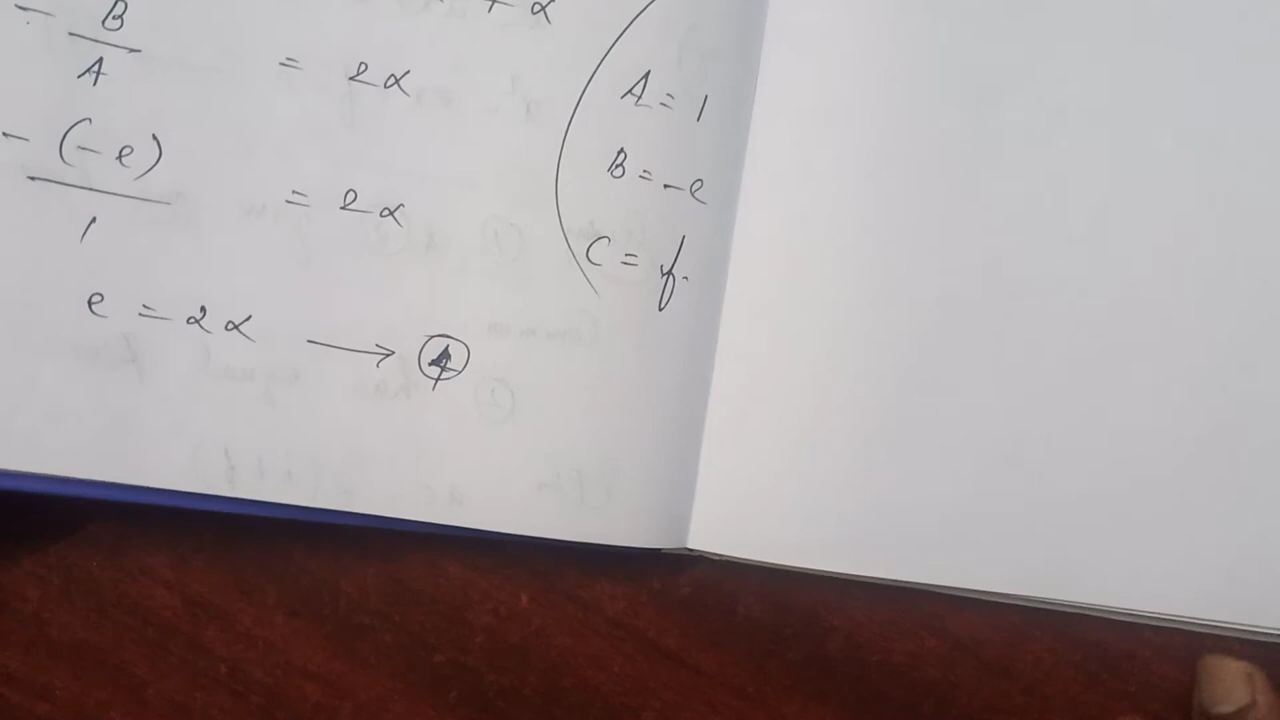 + α
- B/A = 2α
- (-e)/1 = 2α
e = 2α → 4
A = 1
B = -e
C = f.